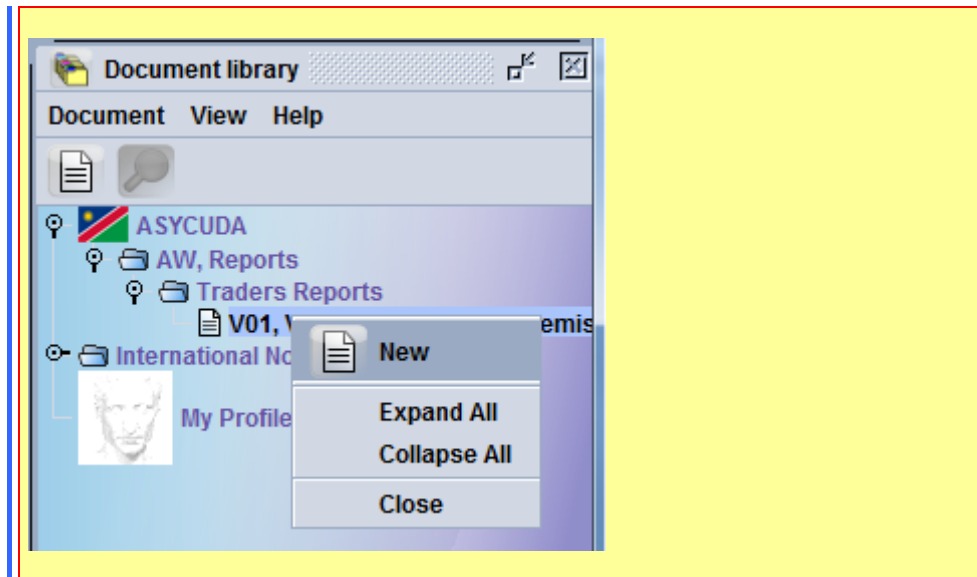 Document library
Document View Help
ASYCUDA
AW, Reports
Traders Reports
V01,
New
International
Expand All
My Profile
Collapse All
Close